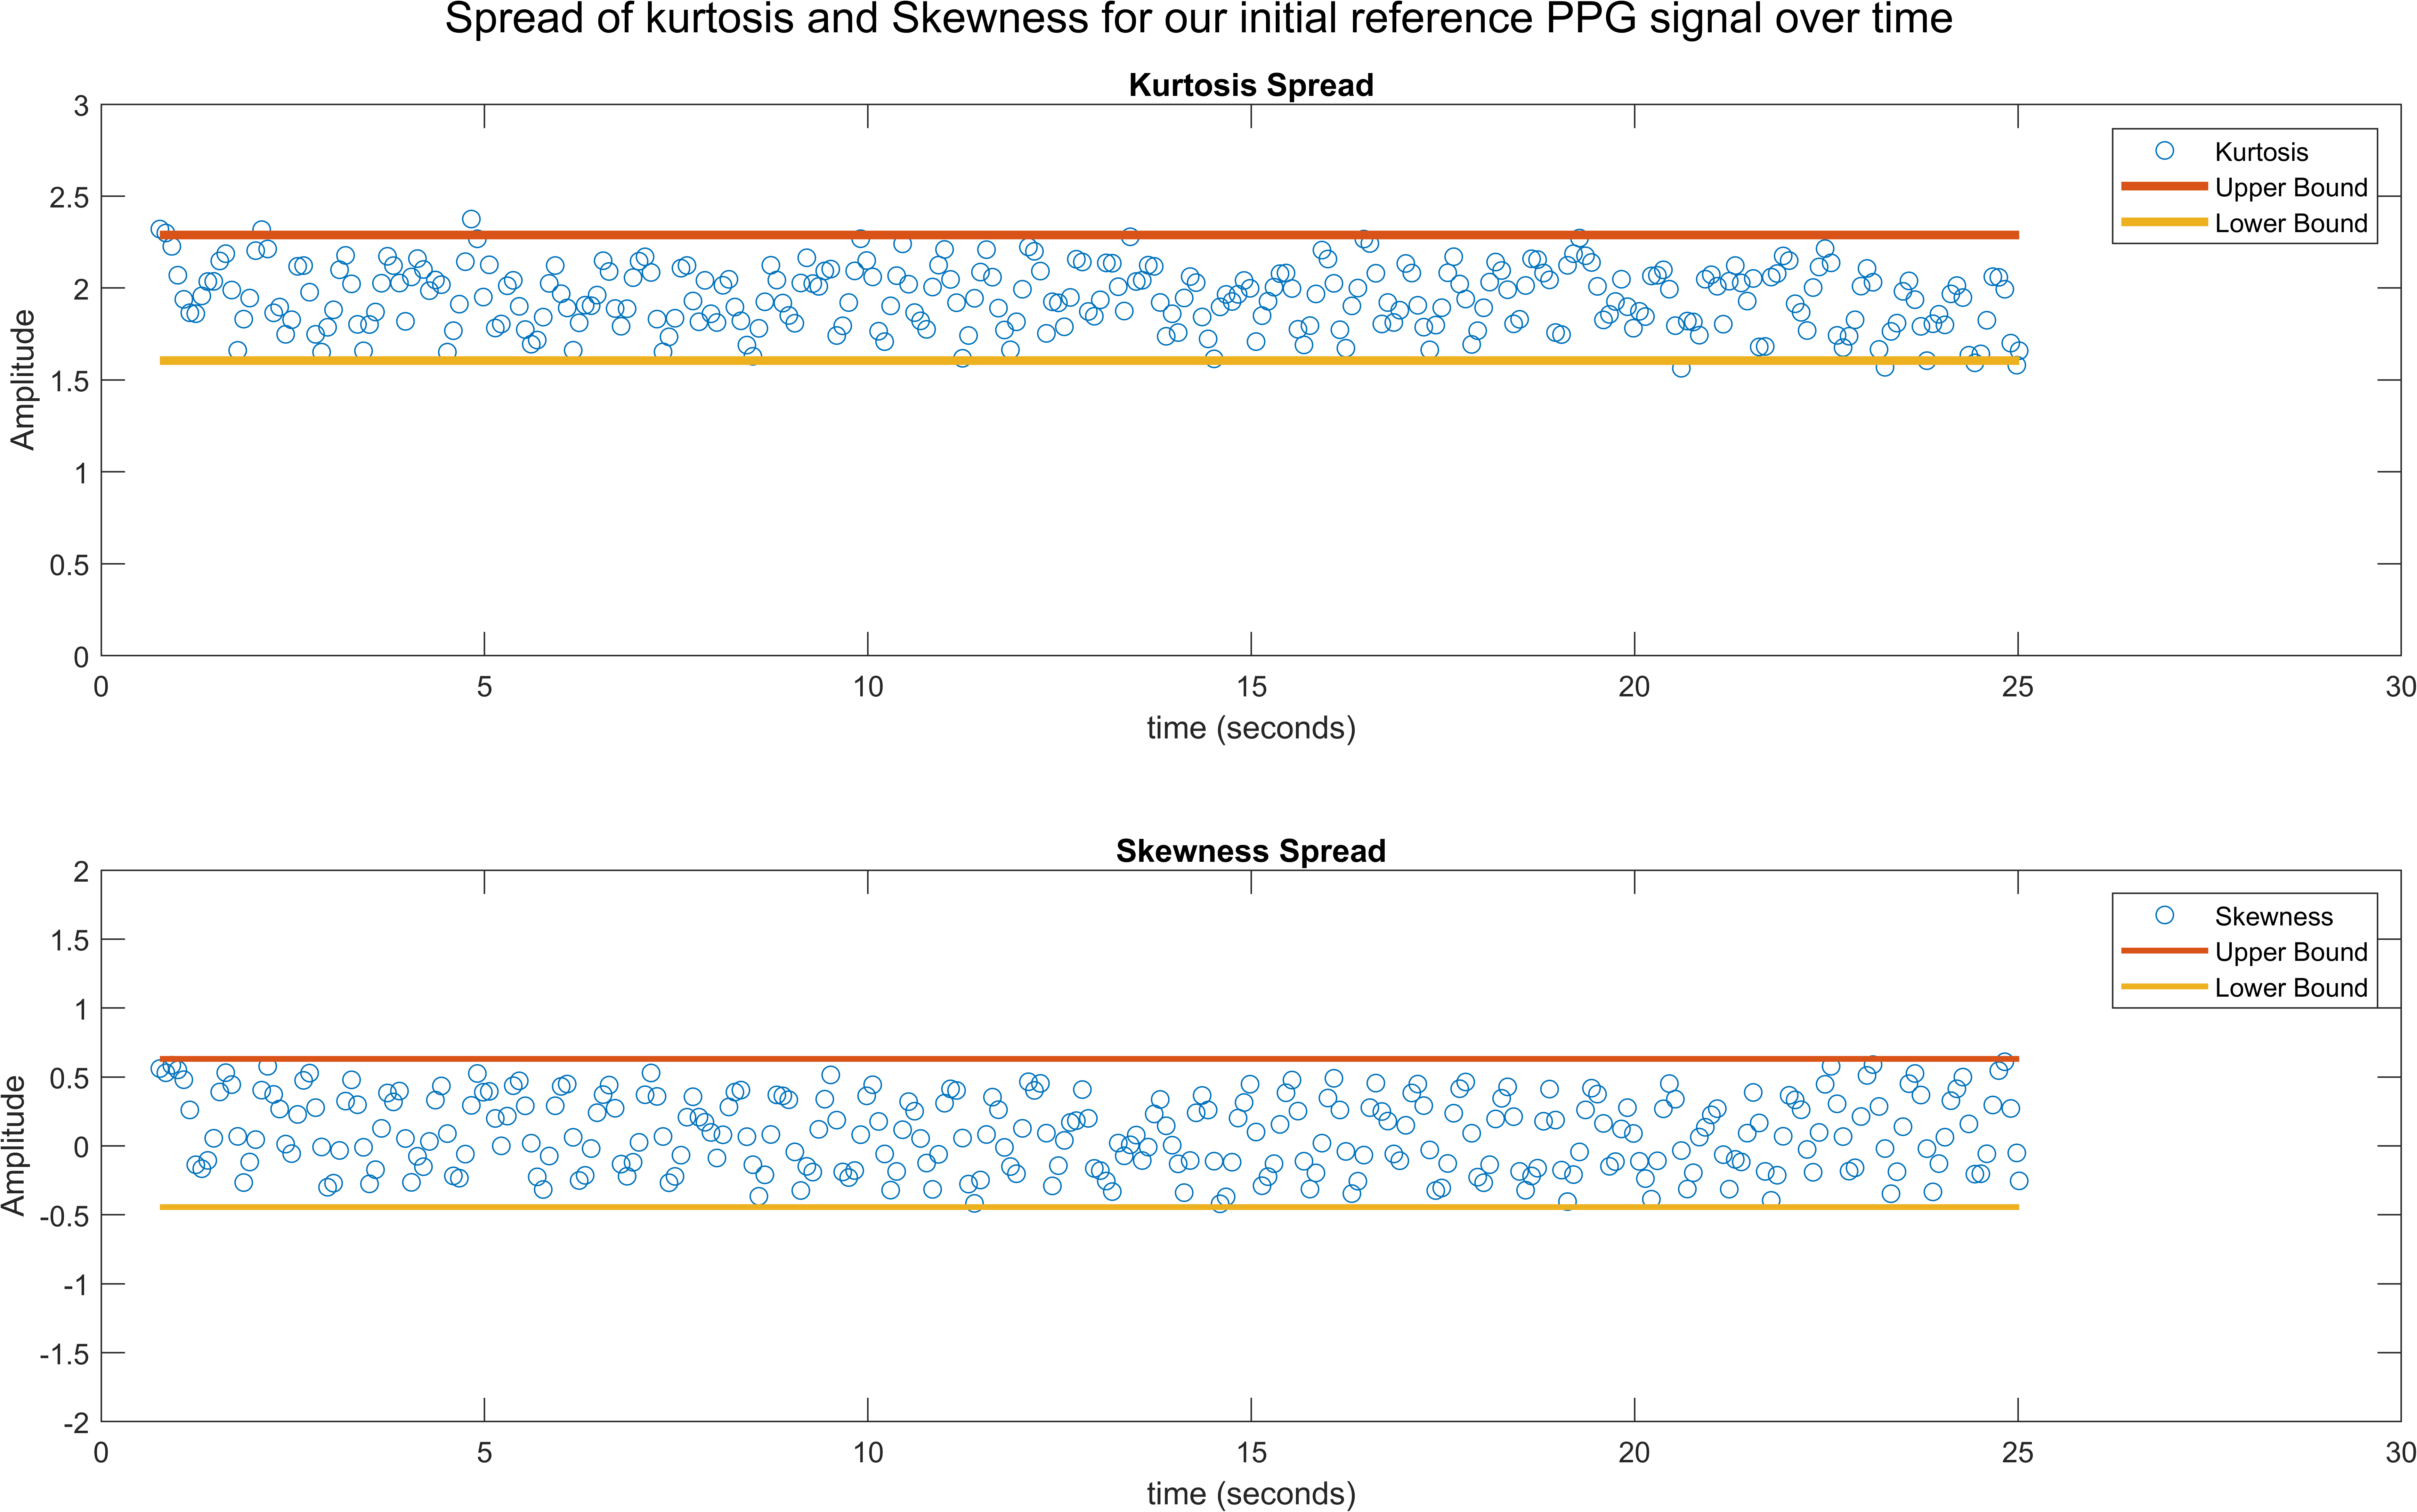 Spread of kurtosis and Skewness for our initial reference PPG signal over time
Kurtosis Spread
3
2.5
2
1.5
1
0.5
0
Amplitude
Kurtosis
Upper Bound
Lower Bound
0 5 10 15 20 25 30
time (seconds)
Skewness Spread
2
1.5
1
0.5
0
-0.5
-1
-1.5
-2
Amplitude
Skewness
Upper Bound
Lower Bound
0 5 10 15 20 25 30
time (seconds)